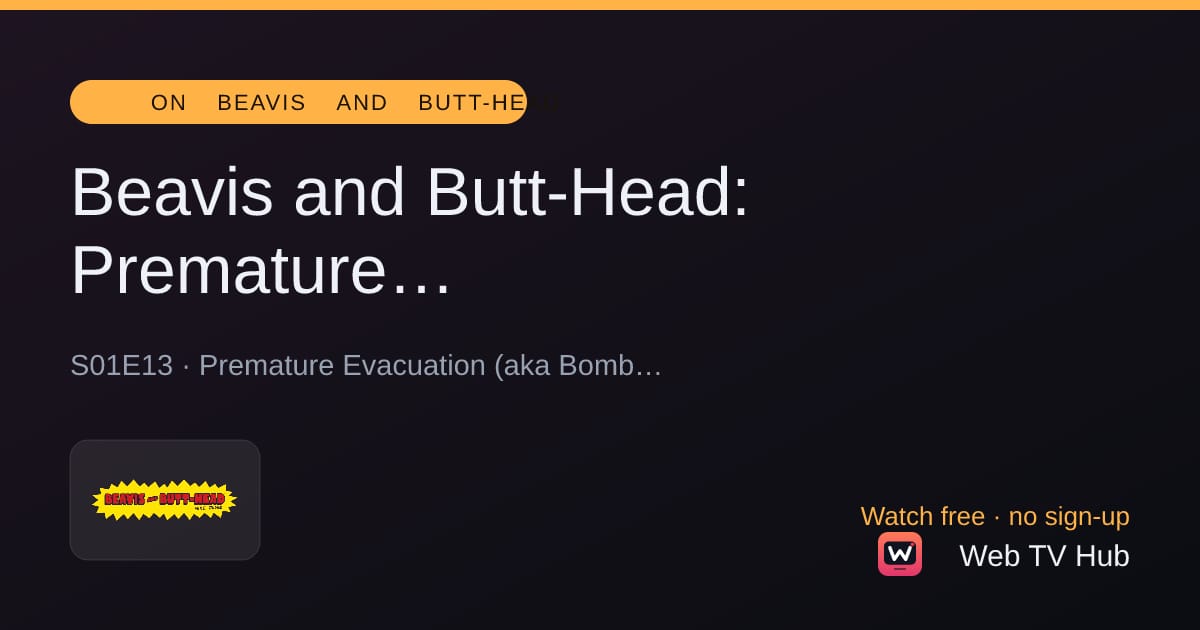 ON BEAVIS AND BUTT-HEAD
Beavis and Butt-Head:
Premature…
S01E13 · Premature Evacuation (aka Bomb…
BEAVIS AND BUTT-HEAD
Watch free · no sign-up
W
Web TV Hub